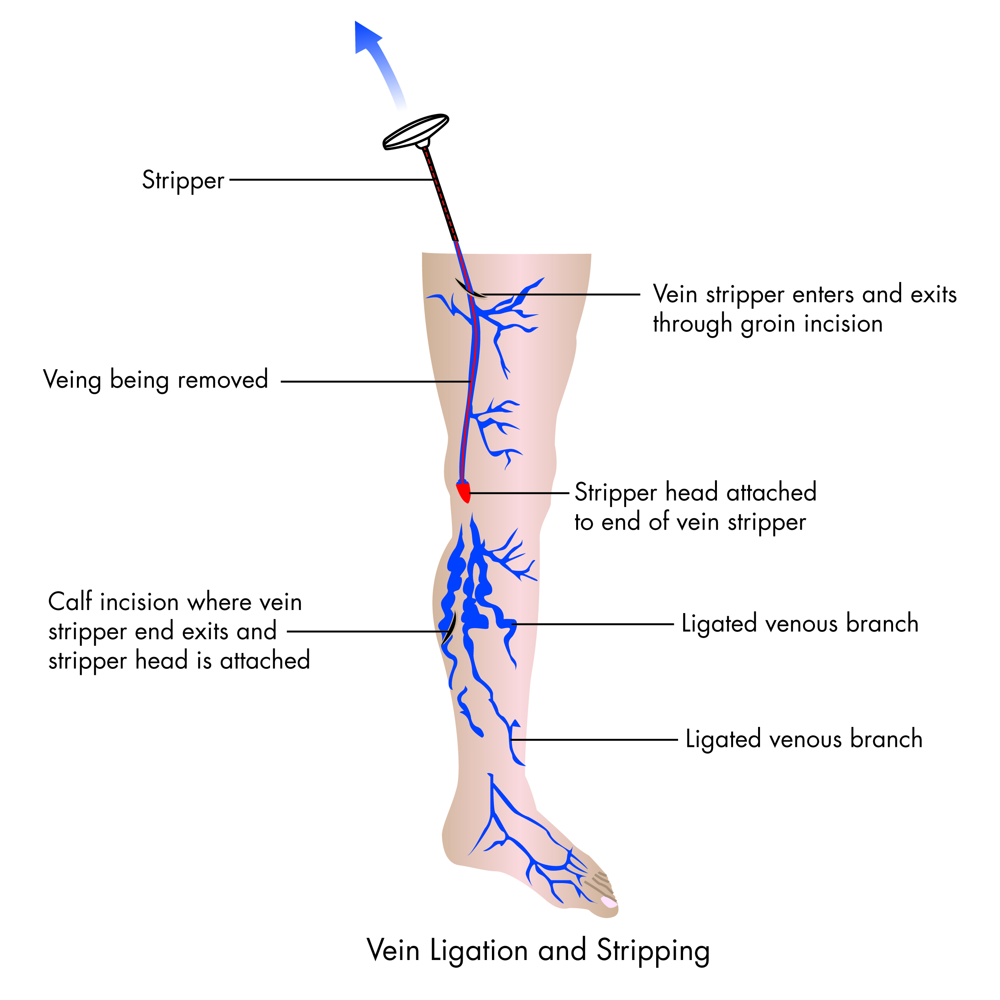 Stripper
Vein stripper enters and exits
through groin incision
Veing being removed
Stripper head attached
to end of vein stripper
Calf incision where vein
stripper end exits and
stripper head is attached
Ligated venous branch
Ligated venous branch
Vein Ligation and Stripping